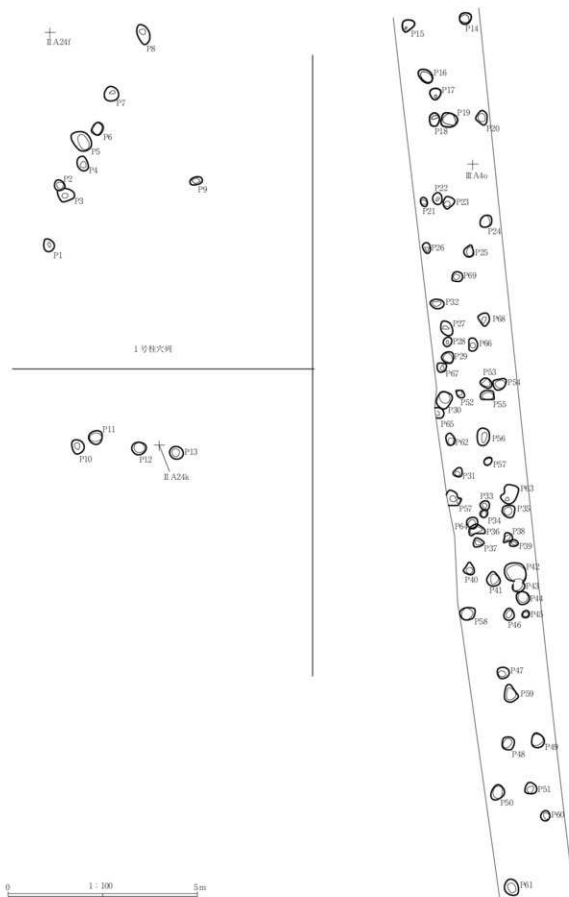 ⅡA24f
P8
P7
P6
P5
P4
P2
P3
P9
P1
1号柱穴列
P11
P10
P12
P13
ⅡA24k
P15
P14
P16
P17
P18
P19
P20
ⅢA4o
P22
P21
P23
P24
P26
P25
P69
P32
P68
P27
P28
P66
P29
P67
P53
P54
P52
P55
P30
P65
P62
P56
P57
P31
P63
P57
P33
P35
P34
P64
P36
P38
P37
P39
P40
P42
P41
P43
P44
P58
P46
P45
P47
P59
P48
P49
P50
P51
P60
P61
0 1:100 5m